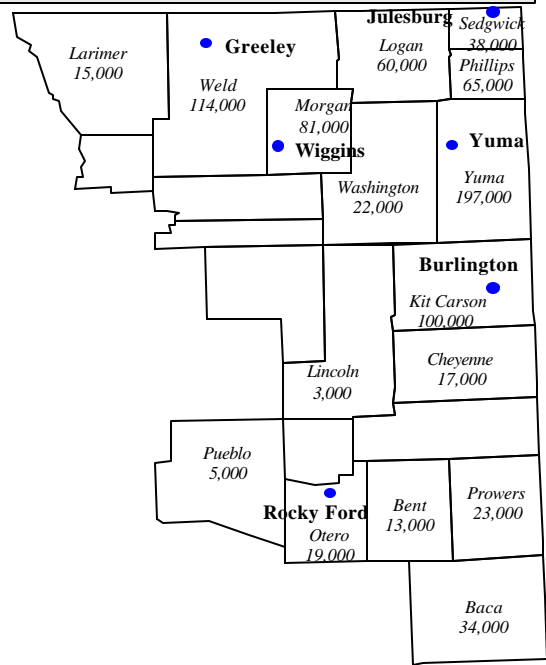 Julesburg
Sedgwick
38,000
Larimer
15,000
Greeley
Logan
60,000
Phillips
65,000
Weld
114,000
Morgan
81,000
Wiggins
Yuma
Yuma
197,000
Washington
22,000
Burlington
Kit Carson
100,000
Lincoln
3,000
Cheyenne
17,000
Pueblo
5,000
Rocky Ford
Otero
19,000
Bent
13,000
Prowers
23,000
Baca
34,000